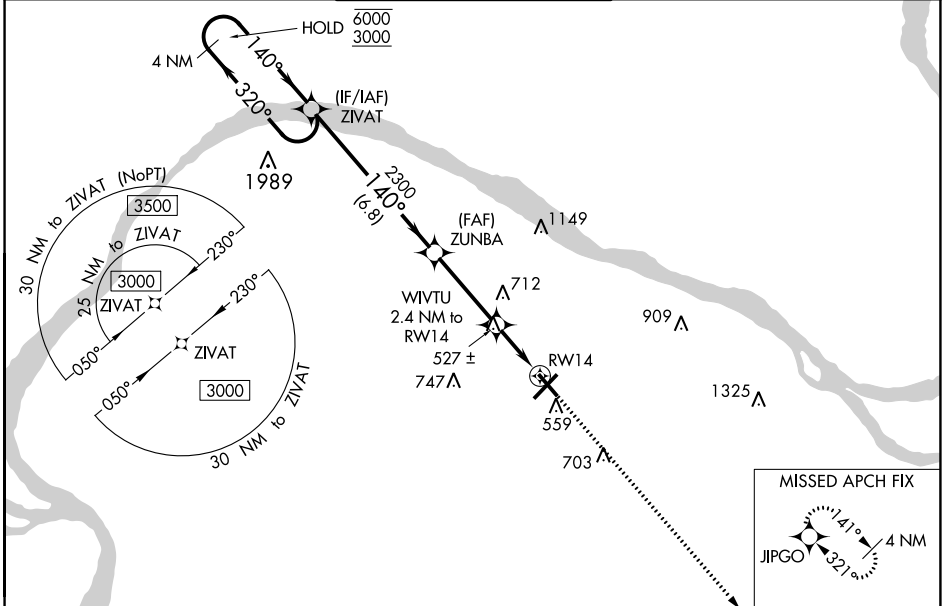 HOLD
6000
3000
4 NM
140°
320°
(IF/IAF)
ZIVAT
1989
2300
140°
(6.8)
(FAF)
ZUNBA
1149
712
WIVTU
2.4 NM to
RW14
527 ±
747
RW14
559
703
909
1325
30 NM to ZIVAT (NoPT)
3500
25 NM to ZIVAT
3000
ZIVAT
230°
050°
230°
ZIVAT
050°
3000
30 NM to ZIVAT
MISSED APCH FIX
141°
4 NM
JIPGO
321°